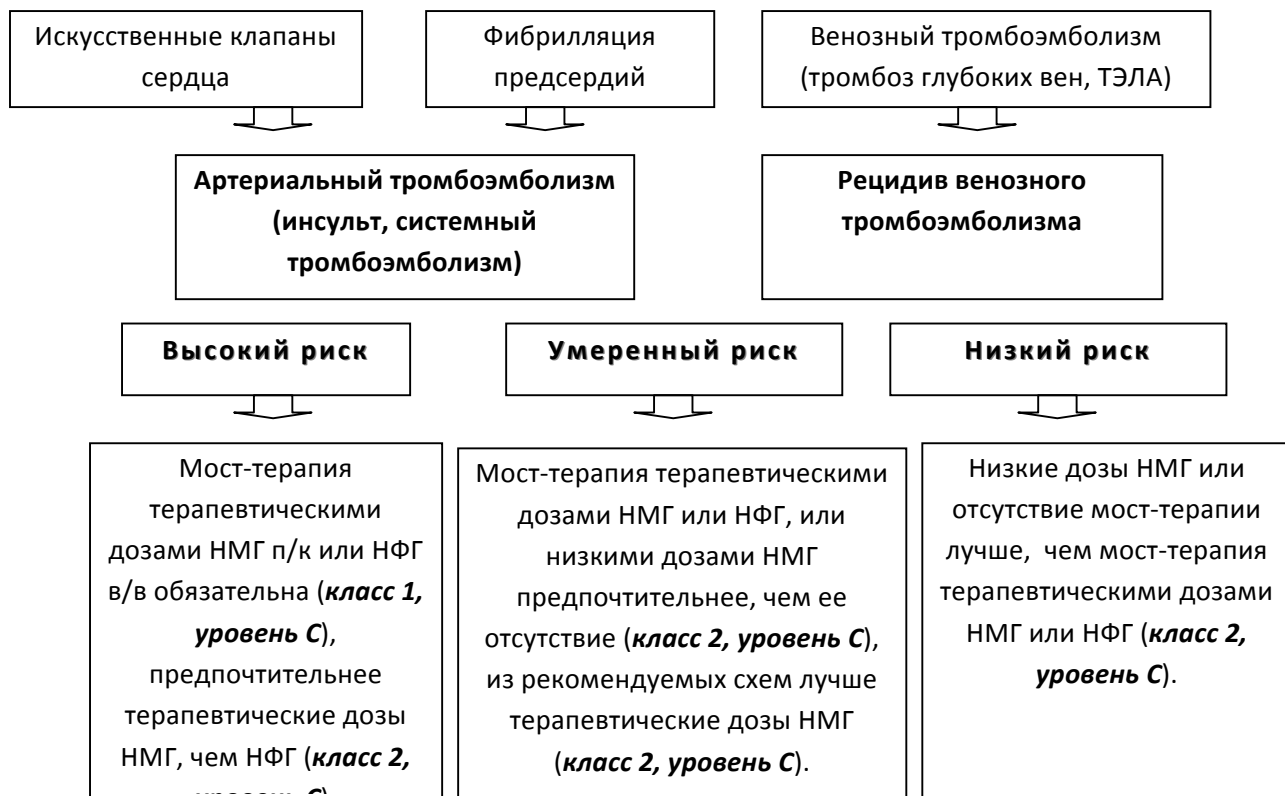 Искусственные клапаны
сердца
Фибрилляция
предсердий
Венозный тромбоэмболизм
(тромбоз глубоких вен, ТЭЛА)
Артериальный тромбоэмболизм
(инсульт, системный
тромбоэмболизм)
Рецидив венозного
тромбоэмболизма
Высокий риск
Умеренный риск
Низкий риск
Мост-терапия
терапевтическими
дозами НМГ п/к или НФГ
в/в обязательна (класс 1,
уровень С),
предпочтительнее
терапевтические дозы
НМГ, чем НФГ (класс 2,
Мост-терапия терапевтическими
дозами НМГ или НФГ, или
низкими дозами НМГ
предпочтительнее, чем ее
отсутствие (класс 2, уровень С),
из рекомендуемых схем лучше
терапевтические дозы НМГ
(класс 2, уровень С).
Низкие дозы НМГ или
отсутствие мост-терапии
лучше, чем мост-терапия
терапевтическими дозами
НМГ или НФГ (класс 2,
уровень С).